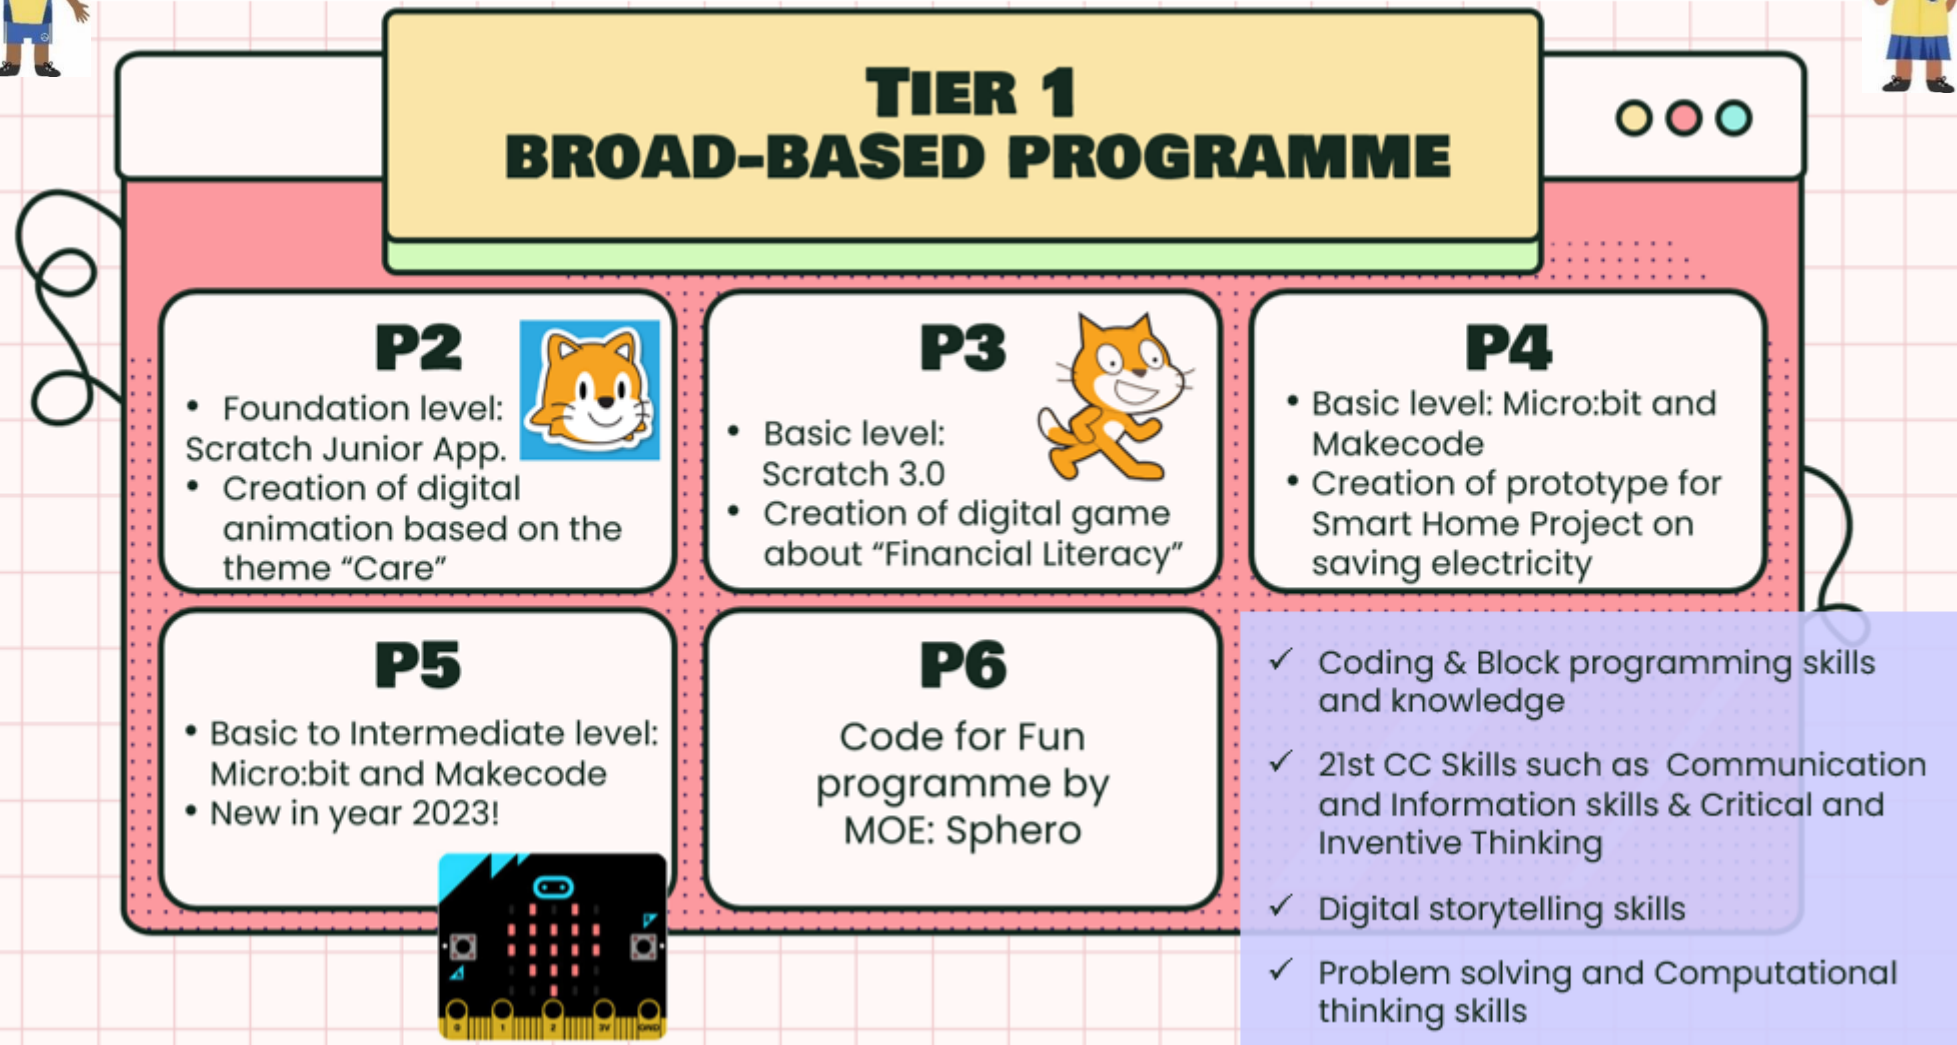 TIER 1
BROAD-BASED PROGRAMME
P2
• Foundation level:
Scratch Junior App.
• Creation of digital
animation based on the
theme “Care”
P3
• Basic level:
Scratch 3.0
• Creation of digital game
about “Financial Literacy”
P4
• Basic level: Micro:bit and
Makecode
• Creation of prototype for
Smart Home Project on
saving electricity
P5
• Basic to Intermediate level:
Micro:bit and Makecode
• New in year 2023!
A
B
0 1 2 3V GND
P6
Code for Fun
programme by
MOE: Sphero
✓ Coding & Block programming skills
and knowledge
✓ 21st CC Skills such as Communication
and Information skills & Critical and
Inventive Thinking
✓ Digital storytelling skills
✓ Problem solving and Computational
thinking skills